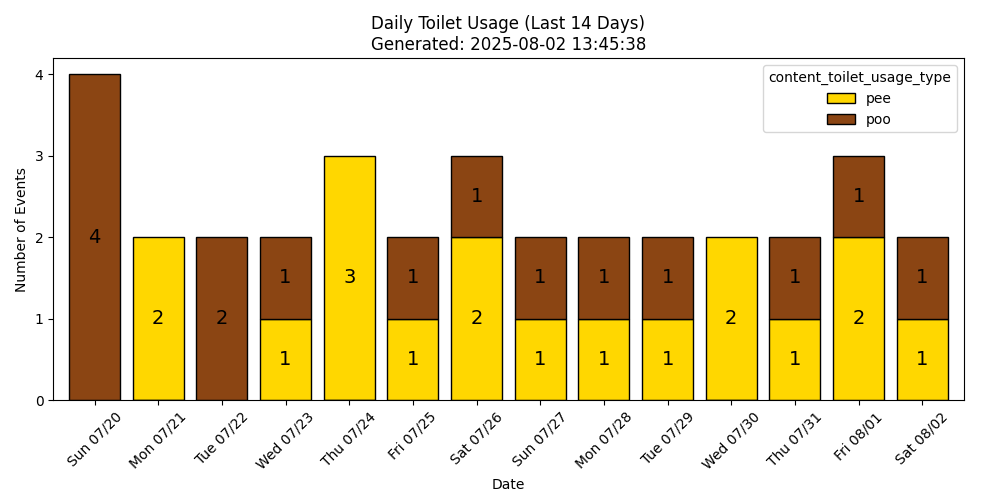 Daily Toilet Usage (Last 14 Days)
Generated: 2025-08-02 13:45:38
content_toilet_usage_type
pee
poo
Number of Events
4
3
2
1
0
4
2
2
1
1
3
1
1
1
2
1
1
1
1
1
1
2
1
1
1
2
1
1
Sun 07/20
Mon 07/21
Tue 07/22
Wed 07/23
Thu 07/24
Fri 07/25
Sat 07/26
Sun 07/27
Mon 07/28
Tue 07/29
Wed 07/30
Thu 07/31
Fri 08/01
Sat 08/02
Date